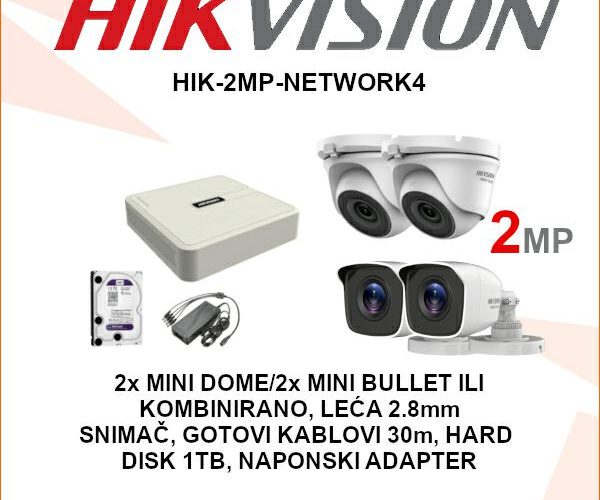 HIKVISION
HIK-2MP-NETWORK4
HIKVISION
2MP
2x MINI DOME/2x MINI BULLET ILI
KOMBINIRANO, LEĆA 2.8mm
SNIMAČ, GOTOVI KABLOVI 30m, HARD
DISK 1TB, NAPONSKI ADAPTER